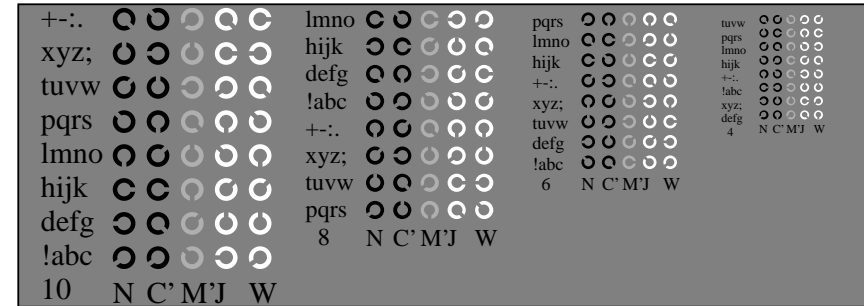 +-:.
xyz;
tuvw
pqrs
lmno
hijk
defg
!abc
10 N C' M'J W
lmno
hijk
defg
!abc
+-:.
xyz;
tuvw
pqrs
8 N C' M'J W
pqrs
lmno
hijk
+-:.
xyz;
tuvw
defg
!abc
6 N C' M'J W
tuvw
pqrs
lmno
hijk
+-:.
!abc
xyz;
defg
4 N C' M'J W